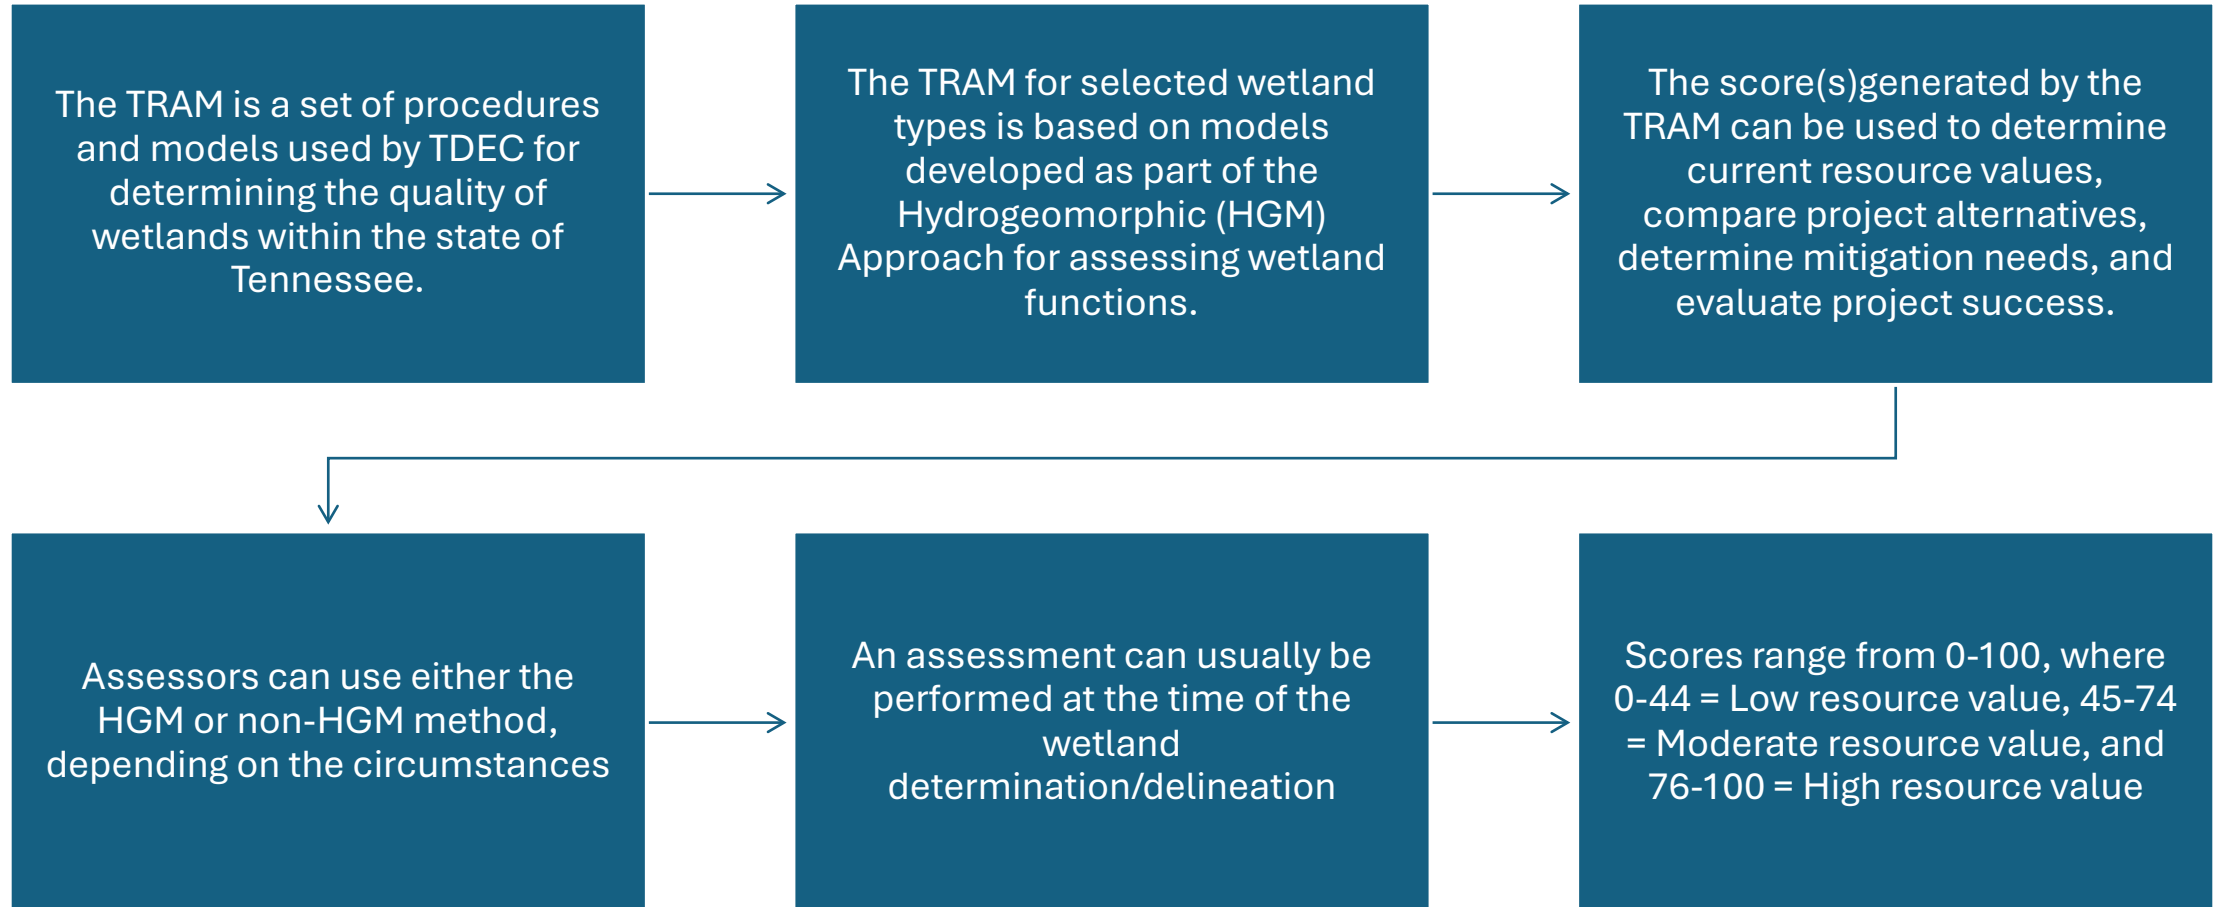 The TRAM is a set of procedures
and models used by TDEC for
determining the quality of
wetlands within the state of
Tennessee.
The TRAM for selected wetland
types is based on models
developed as part of the
Hydrogeomorphic (HGM)
Approach for assessing wetland
functions.
The score(s)generated by the
TRAM can be used to determine
current resource values,
compare project alternatives,
determine mitigation needs, and
evaluate project success.
Assessors can use either the
HGM or non-HGM method,
depending on the circumstances
An assessment can usually be
performed at the time of the
wetland
determination/delineation
Scores range from 0-100, where
0-44 = Low resource value, 45-74
= Moderate resource value, and
76-100 = High resource value